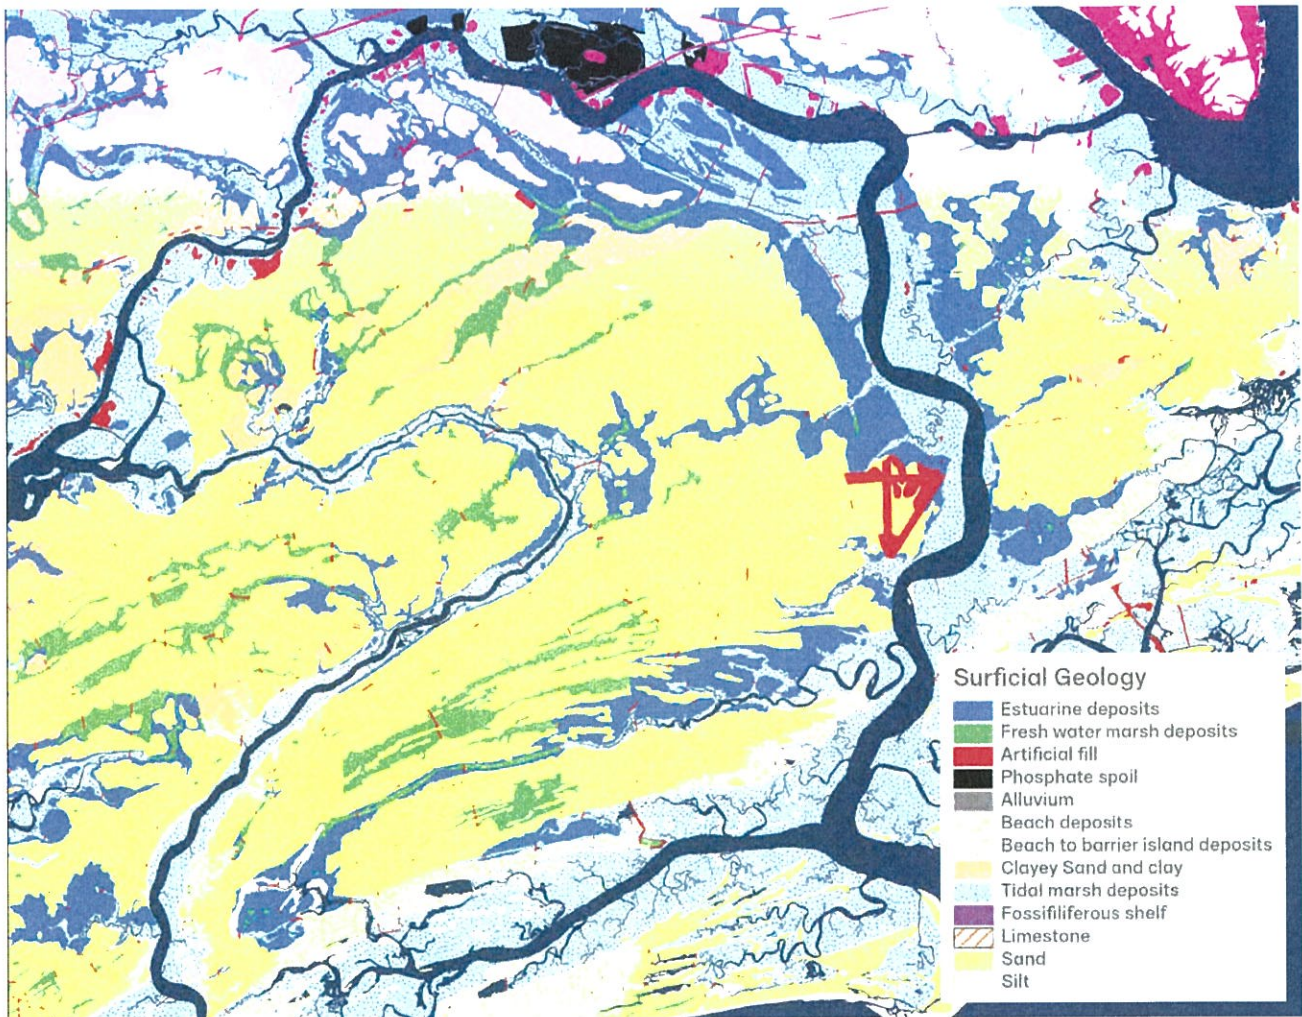 Surficial Geology
Estuarine deposits
Fresh water marsh deposits
Artificial fill
Phosphate spoil
Alluvium
Beach deposits
Beach to barrier island deposits
Clayey Sand and clay
Tidal marsh deposits
Fossifiliferous shelf
Limestone
Sand
Silt